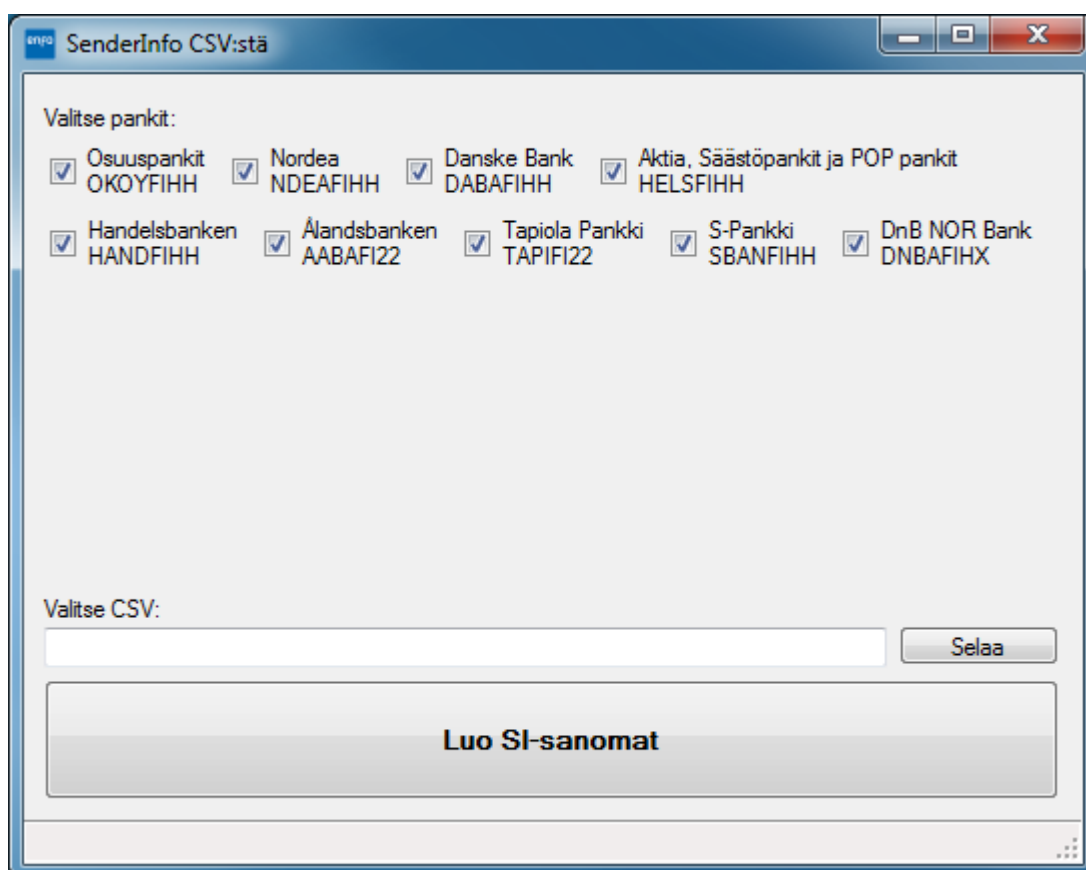 enfo SenderInfo CSV:stä
Valitse pankit:
Osuuspankit Nordea Danske Bank Aktia, Säästöpankit ja POP pankit
OKOYFIHH NDEAFIHH DABAFIHH HELSFIHH
Handelsbanken Ålandsbanken Tapiola Pankki S-Pankki DnB NOR Bank
HANDFIHH AABAFI22 TAPIFI22 SBANFIHH DNBAFIHX
Valitse CSV:
Selaa
Luo SI-sanomat